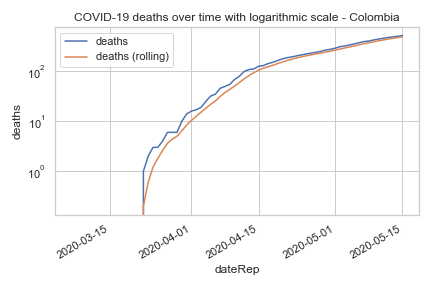 COVID-19 deaths over time with logarithmic scale - Colombia
deaths
deaths (rolling)
10²
10¹
10⁰
deaths
2020-03-15
2020-04-01
2020-04-15
2020-05-01
2020-05-15
dateRep